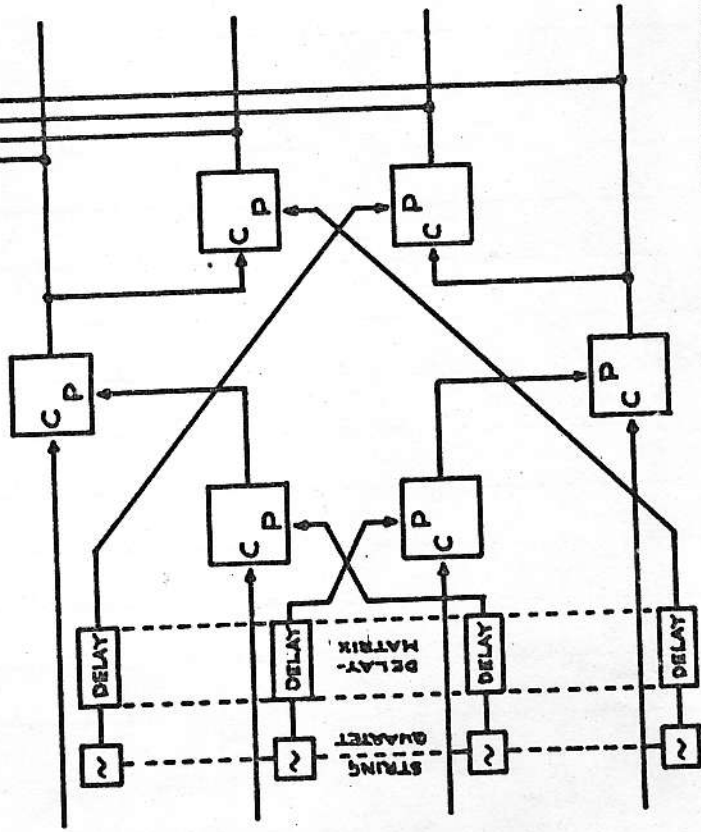 C P
P C
C P
P C
C P
P C
DELAY
DELAY
DELAY-
MATRIX
DELAY
DELAY
~
~
STRING
QUARTET
~
~